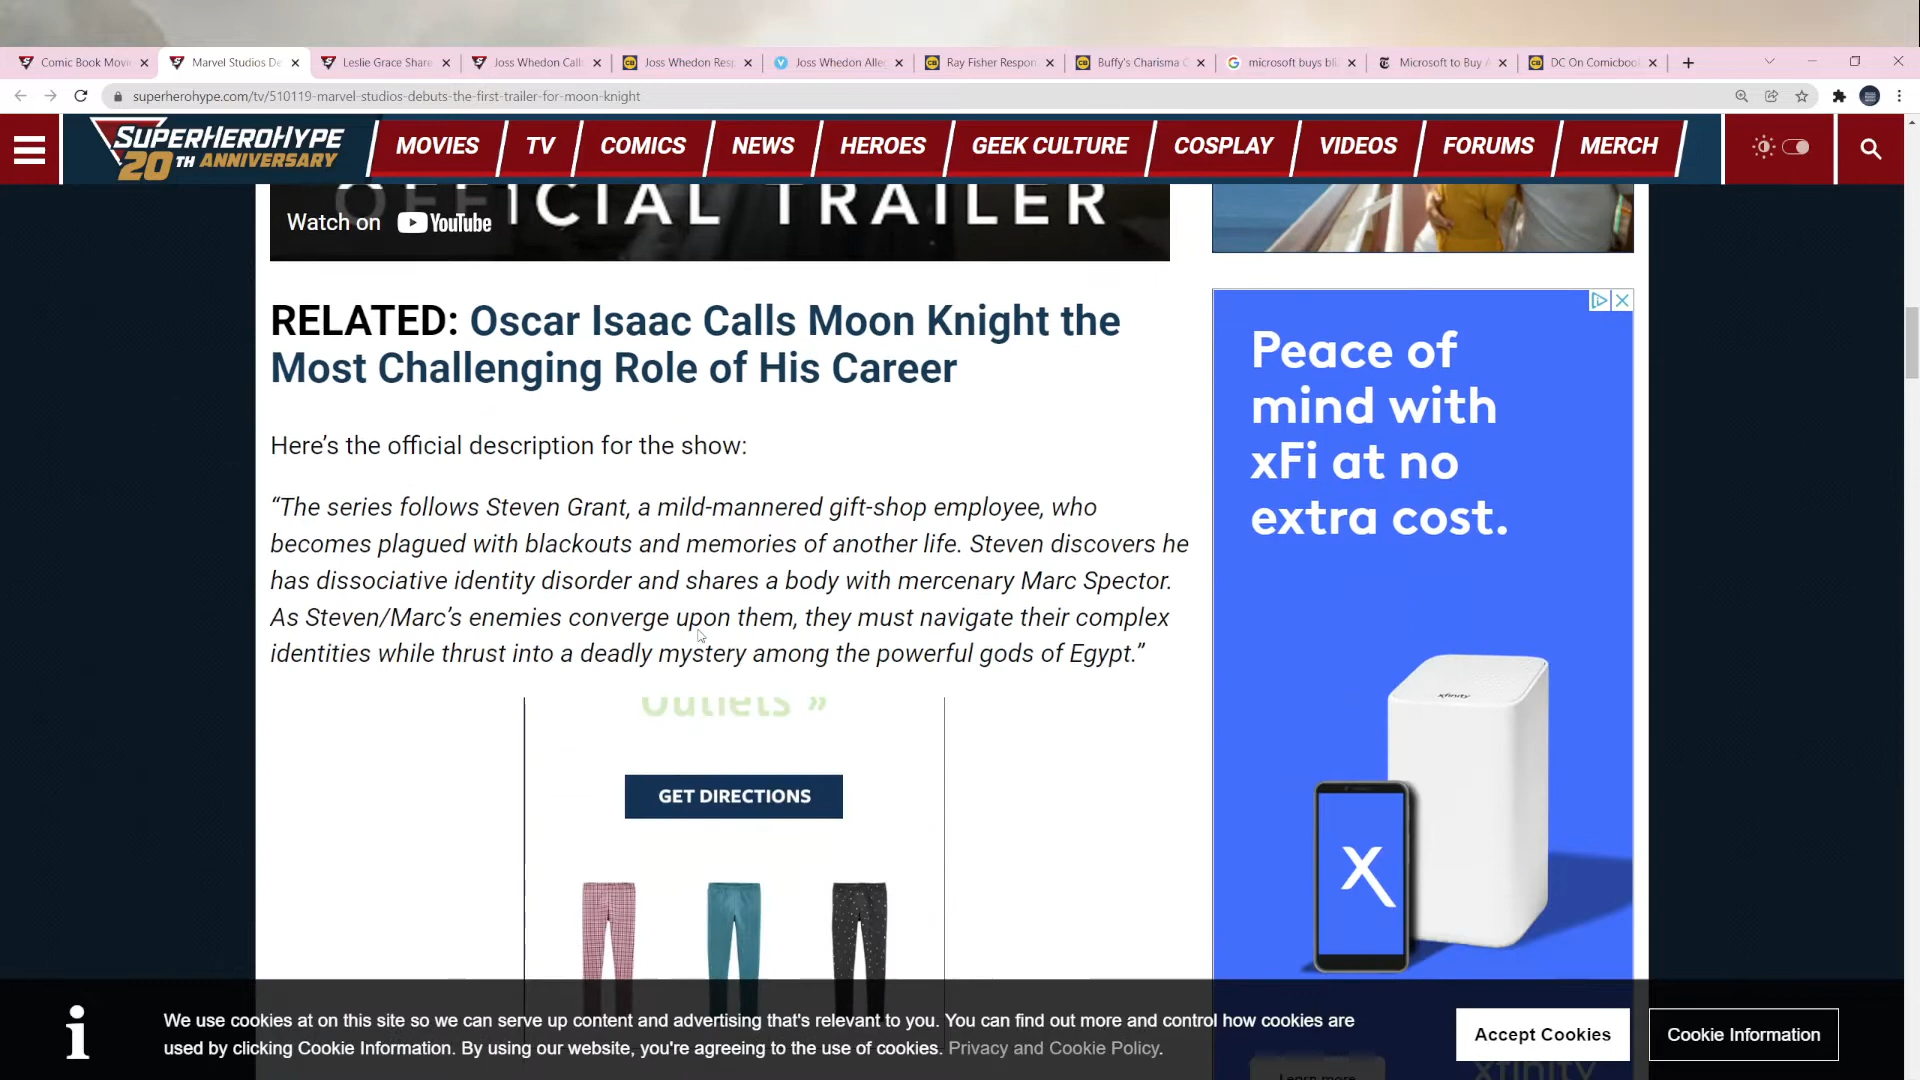 Comic Book Movi
Marvel Studios De
Leslie Grace Share
Joss Whedon Call
Joss Whedon Resp
Joss Whedon Alleg
Ray Fisher Respon
Buffy's Charisma C
microsoft buys bli
Microsoft to Buy A
DC On Comicboo
superherohype.com/tv/510119-marvel-studios-debuts-the-first-trailer-for-moon-knight
SUPERHEROHYPE
20TH ANNIVERSARY
MOVIES TV COMICS NEWS HEROES GEEK CULTURE COSPLAY VIDEOS FORUMS MERCH
OFFICIAL TRAILER
Watch on YouTube
RELATED: Oscar Isaac Calls Moon Knight the
Most Challenging Role of His Career
Here's the official description for the show:
“The series follows Steven Grant, a mild-mannered gift-shop employee, who
becomes plagued with blackouts and memories of another life. Steven discovers he
has dissociative identity disorder and shares a body with mercenary Marc Spector.
As Steven/Marc’s enemies converge upon them, they must navigate their complex
identities while thrust into a deadly mystery among the powerful gods of Egypt.”
Outlets »
GET DIRECTIONS
Peace of
mind with
xFi at no
extra cost.
xfinity
X
Learn more
xfinity
We use cookies at on this site so we can serve up content and advertising that's relevant to you. You can find out more and control how cookies are
used by clicking Cookie Information. By using our website, you're agreeing to the use of cookies. Privacy and Cookie Policy.
Accept Cookies
Cookie Information